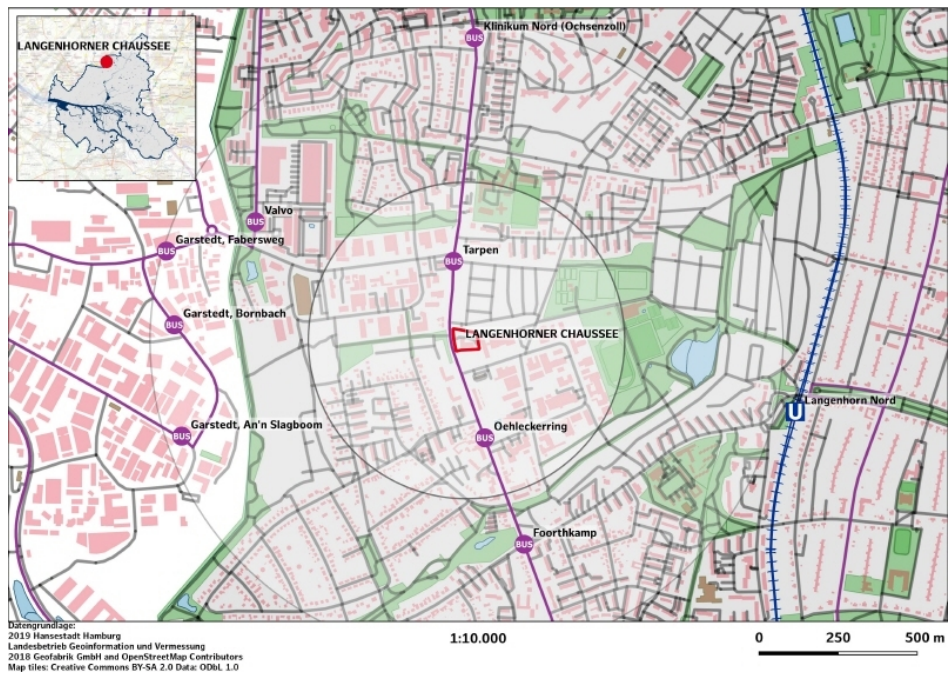 Klinikum Nord (Ochsenzoll)
BUS
LANGENHORNER CHAUSSEE
Valvo
BUS
Garstedt, Fabersweg
BUS
Tarpen
BUS
Garstedt, Bornbach
BUS
LANGENHORNER CHAUSSEE
Langenhorn Nord
U
Garstedt, An'n Slagboom
BUS
Oehleckerring
BUS
Foorthkamp
BUS
Datengrundlage:
2019 Hansestadt Hamburg
Landesbetrieb Geoinformation und Vermessung
2018 Geofabrik GmbH and OpenStreetMap Contributors
Map tiles: Creative Commons BY-SA 2.0 Data: ODbL 1.0
1:10.000
0 250 500 m